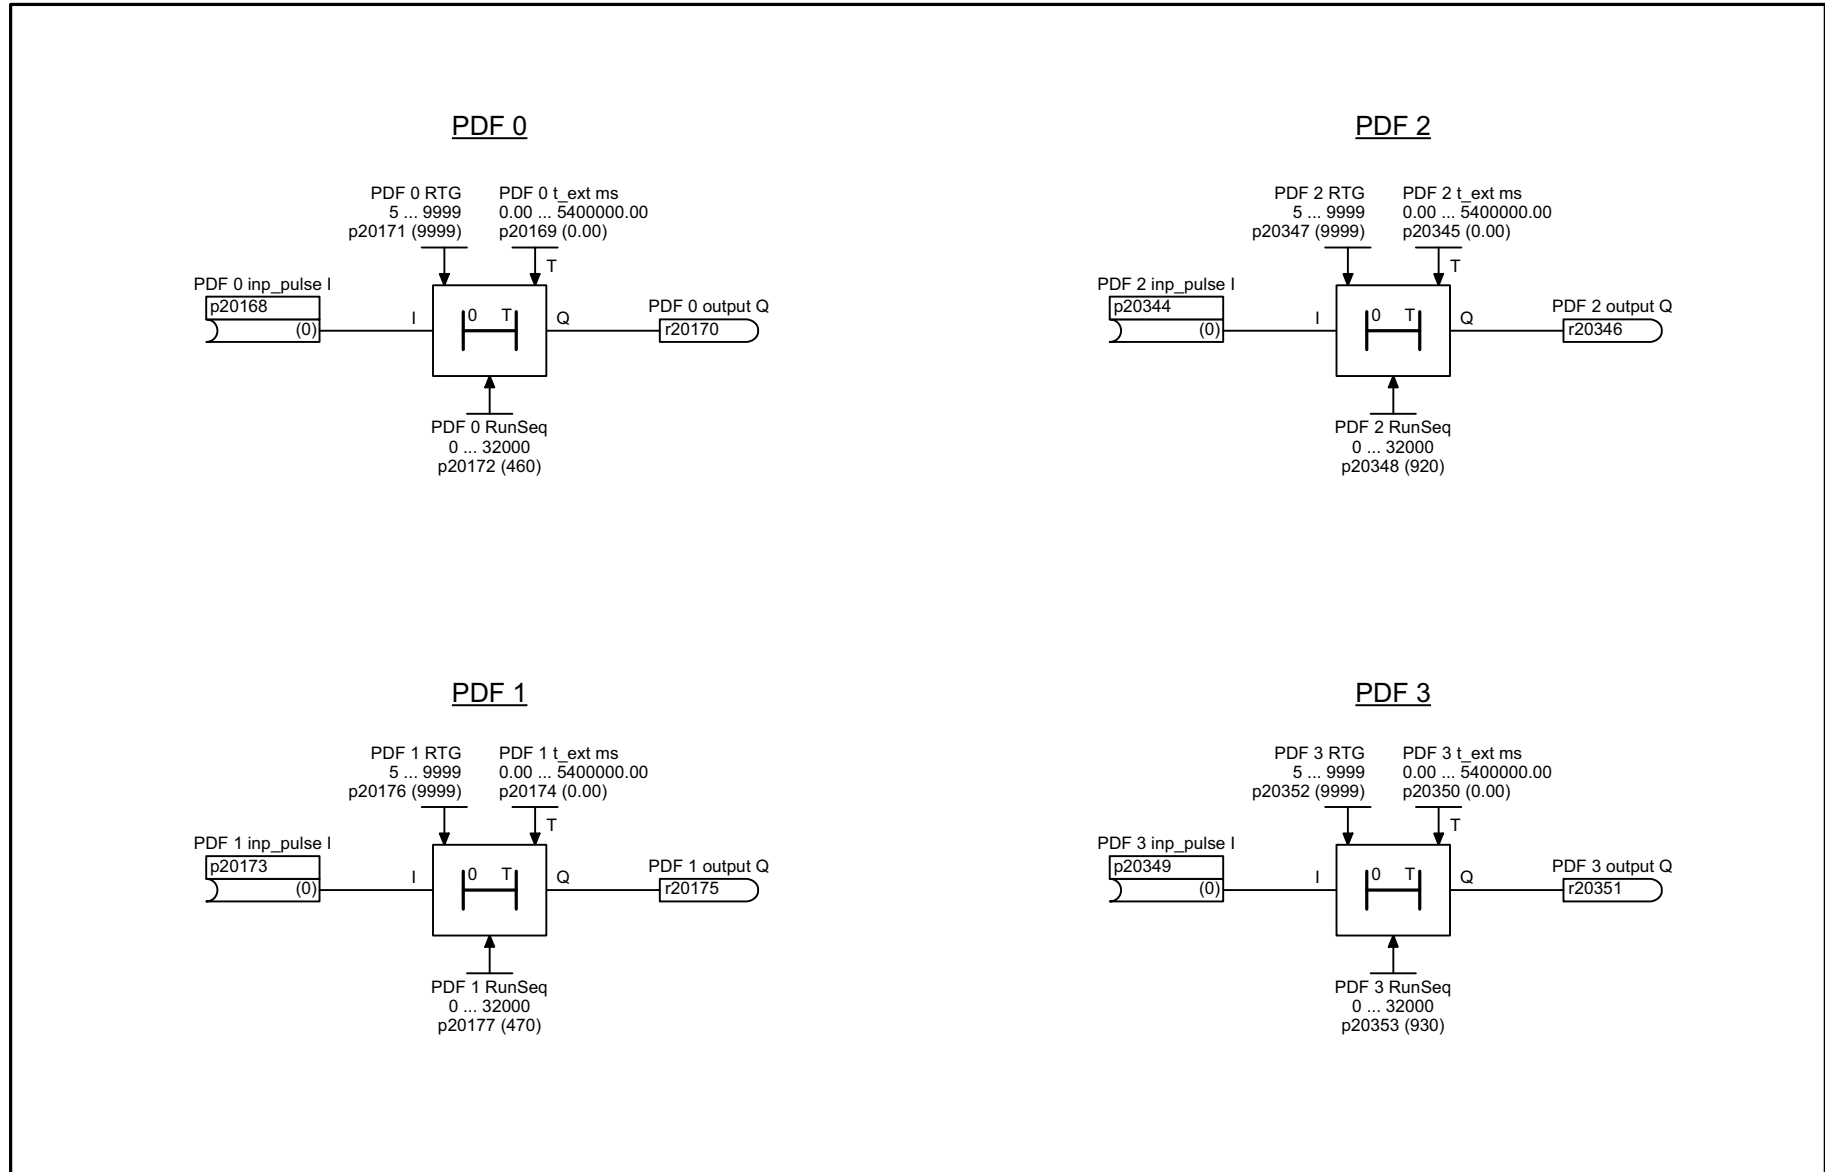 PDF 0
PDF 0 RTG
5 ... 9999
p20171 (9999)
PDF 0 t_ext ms
0.00 ... 5400000.00
p20169 (0.00)
T
PDF 0 inp_pulse I
p20168
(0)
I
0 T
Q
PDF 0 output Q
r20170
PDF 0 RunSeq
0 ... 32000
p20172 (460)
PDF 2
PDF 2 RTG
5 ... 9999
p20347 (9999)
PDF 2 t_ext ms
0.00 ... 5400000.00
p20345 (0.00)
T
PDF 2 inp_pulse I
p20344
(0)
I
0 T
Q
PDF 2 output Q
r20346
PDF 2 RunSeq
0 ... 32000
p20348 (920)
PDF 1
PDF 1 RTG
5 ... 9999
p20176 (9999)
PDF 1 t_ext ms
0.00 ... 5400000.00
p20174 (0.00)
T
PDF 1 inp_pulse I
p20173
(0)
I
0 T
Q
PDF 1 output Q
r20175
PDF 1 RunSeq
0 ... 32000
p20177 (470)
PDF 3
PDF 3 RTG
5 ... 9999
p20352 (9999)
PDF 3 t_ext ms
0.00 ... 5400000.00
p20350 (0.00)
T
PDF 3 inp_pulse I
p20349
(0)
I
0 T
Q
PDF 3 output Q
r20351
PDF 3 RunSeq
0 ... 32000
p20353 (930)